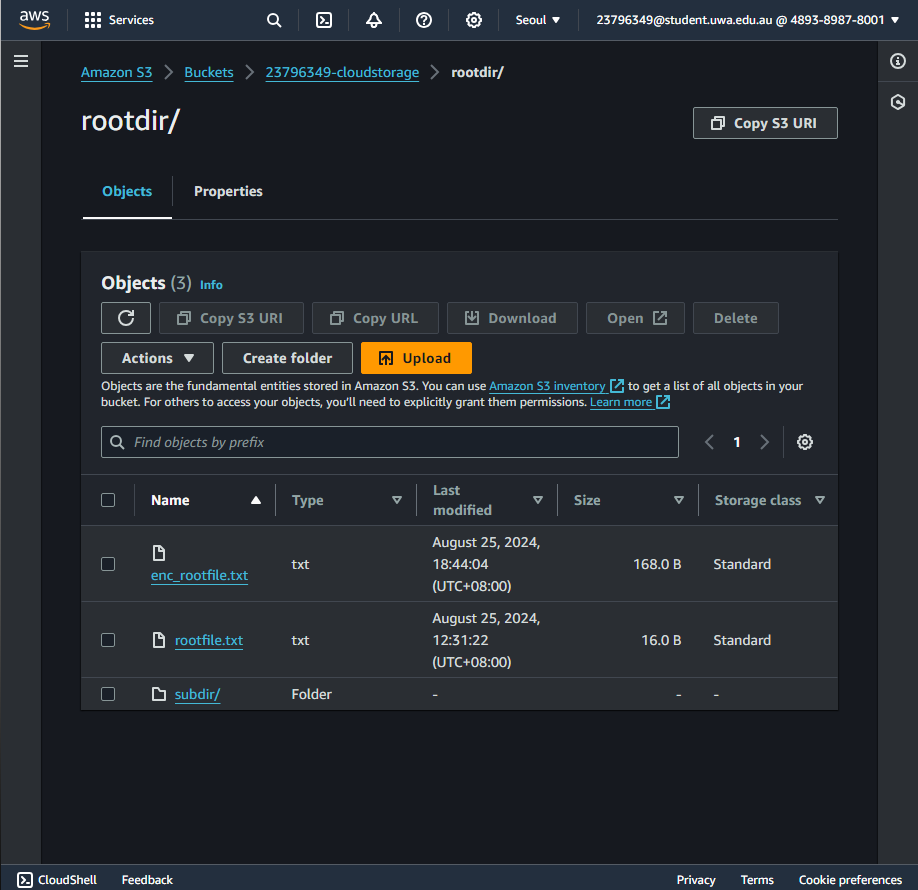 aws Services Seoul 23796349@student.uwa.edu.au @ 4893-8987-8001
Amazon S3 > Buckets > 23796349-cloudstorage > rootdir/
rootdir/
Copy S3 URI
Objects Properties
Objects (3) Info
Copy S3 URI Copy URL Download Open Delete
Actions Create folder Upload
Objects are the fundamental entities stored in Amazon S3. You can use Amazon S3 inventory to get a list of all objects in your
bucket. For others to access your objects, you'll need to explicitly grant them permissions. Learn more
Find objects by prefix 1
Name Type Last modified Size Storage class
enc_rootfile.txt txt August 25, 2024, 18:44:04 (UTC+08:00) 168.0 B Standard
rootfile.txt txt August 25, 2024, 12:31:22 (UTC+08:00) 16.0 B Standard
subdir/ Folder - - -
CloudShell Feedback Privacy Terms Cookie preferences